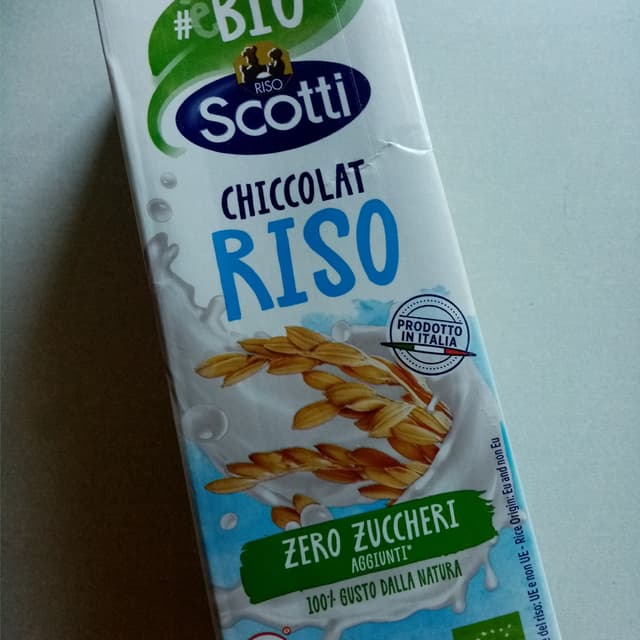 #èBIO
RISO
Scotti
CHICCOLAT
RISO
PRODOTTO
IN ITALIA
ZERO ZUCCHERI
AGGIUNTI*
100% GUSTO DALLA NATURA
del riso: UE e non UE - Rice Origin: Eu and non Eu